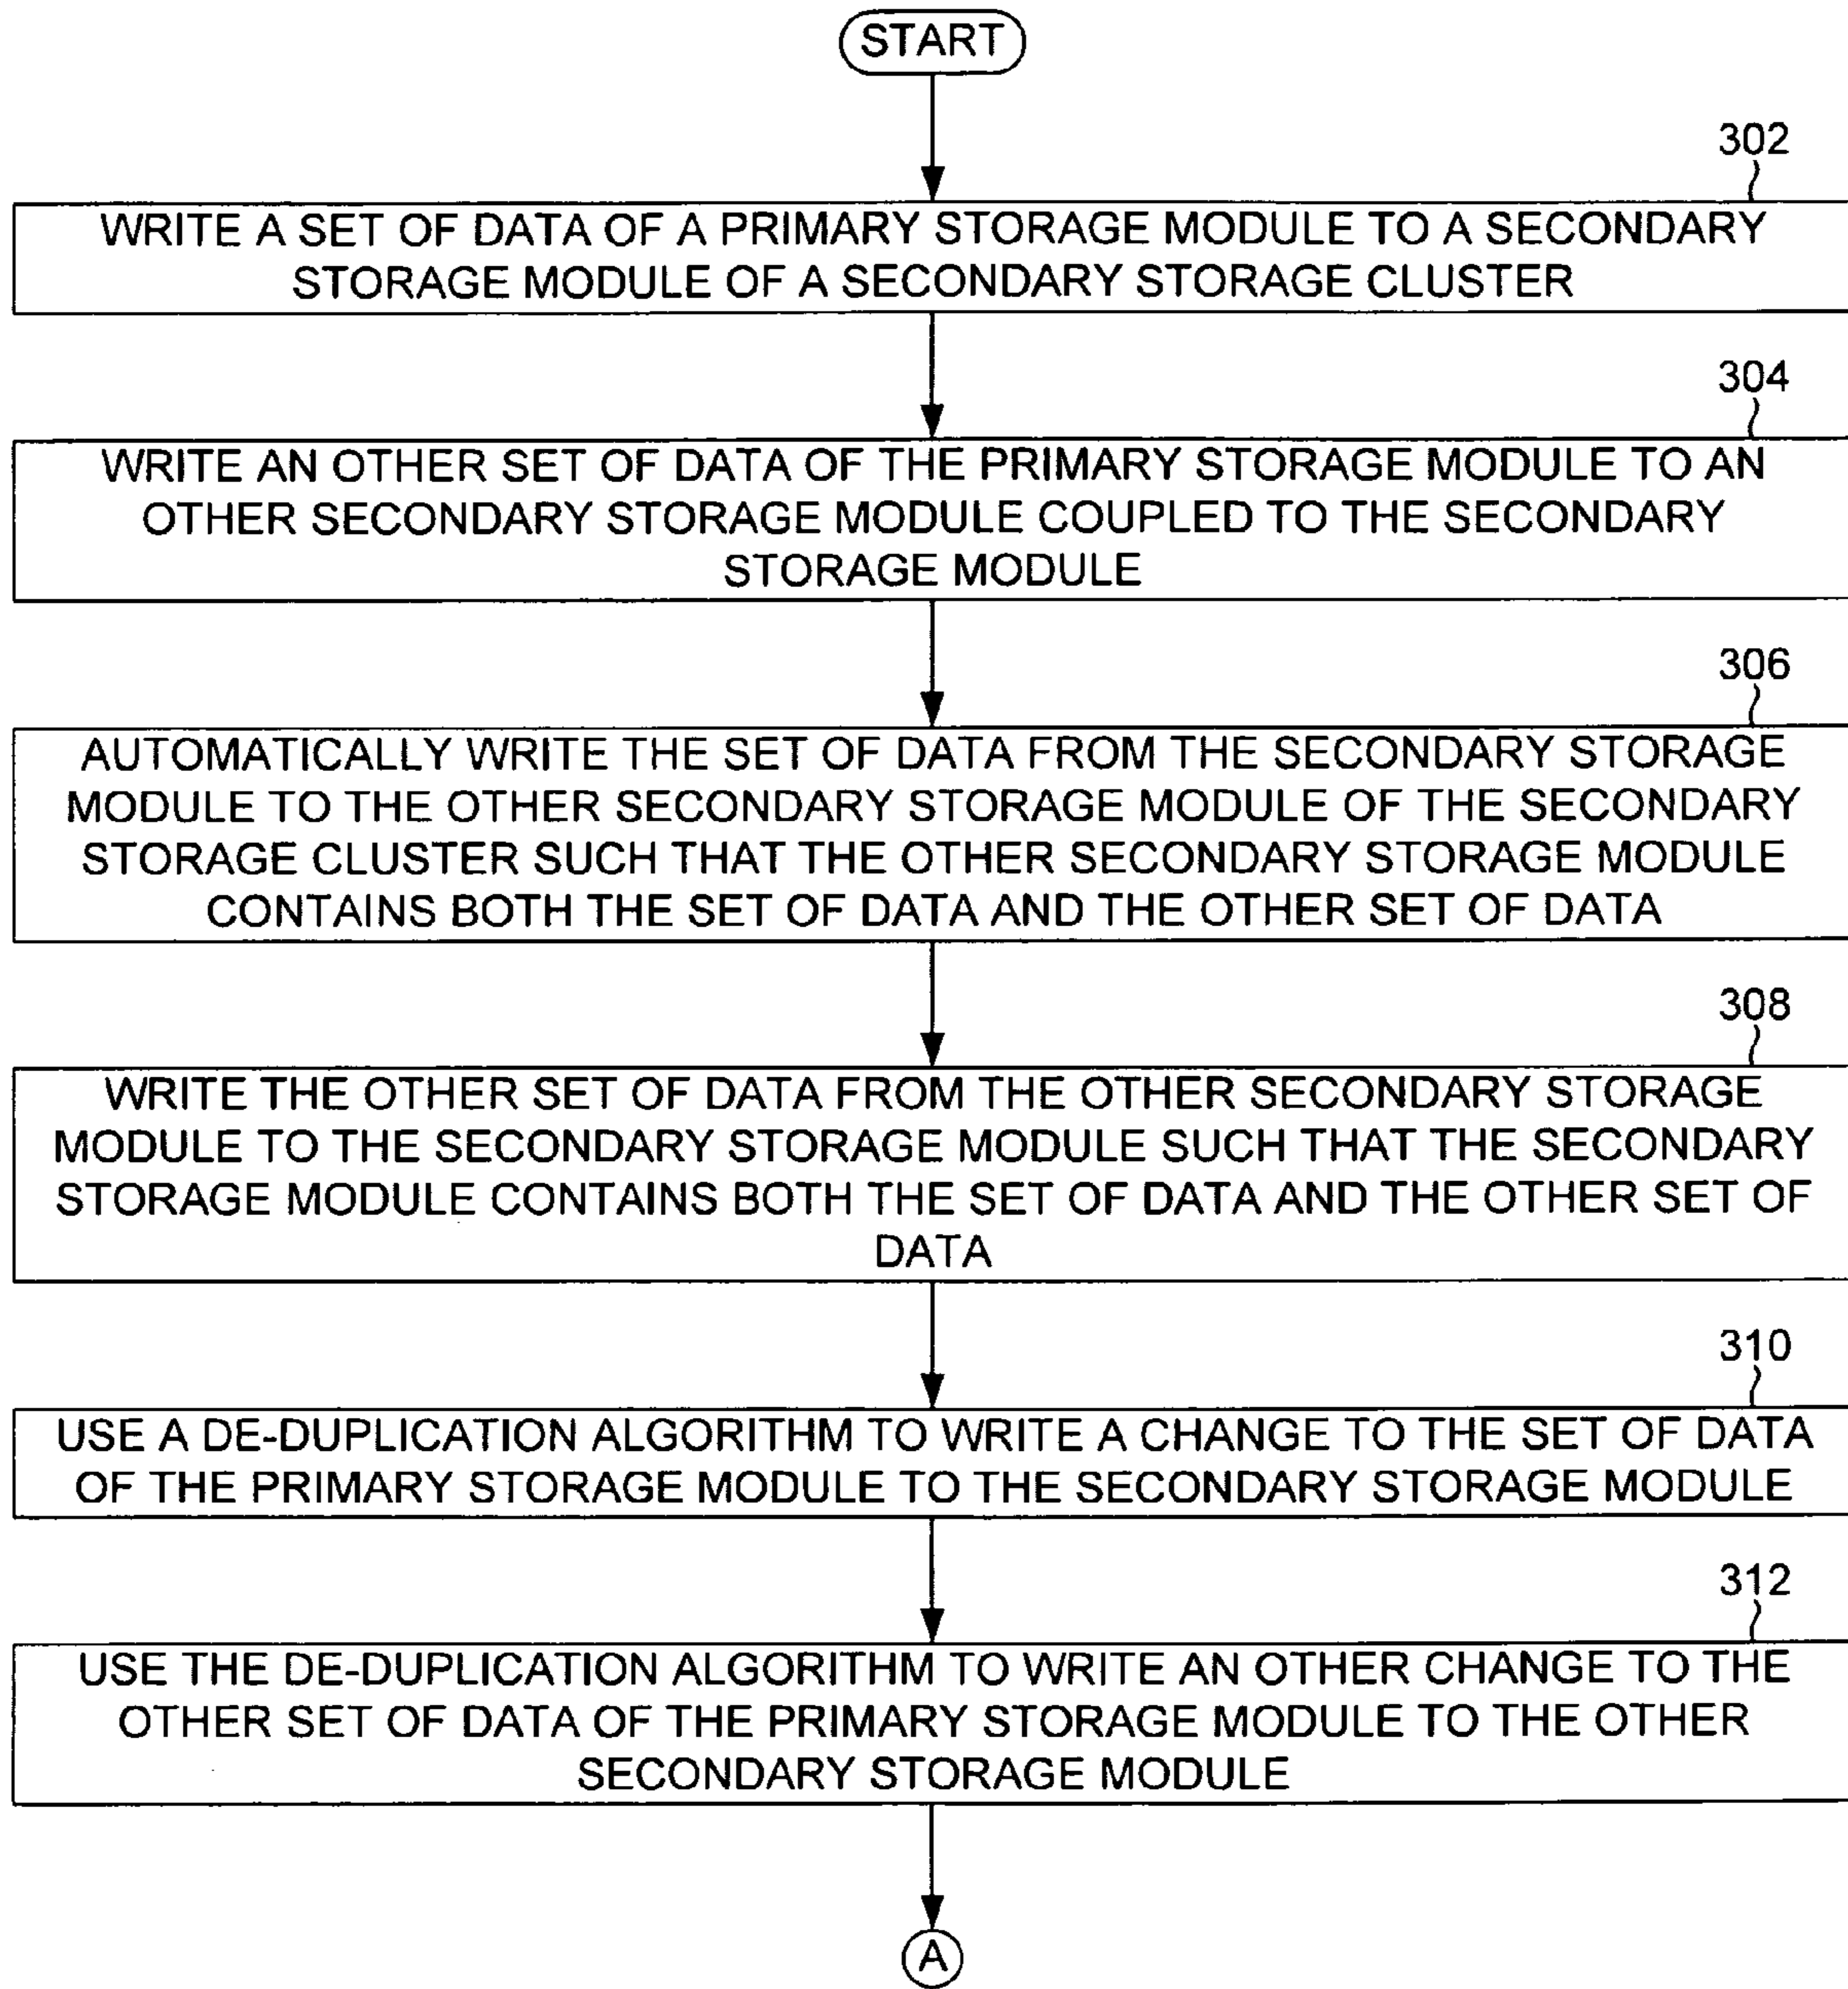 START
302
WRITE A SET OF DATA OF A PRIMARY STORAGE MODULE TO A SECONDARY
STORAGE MODULE OF A SECONDARY STORAGE CLUSTER
304
WRITE AN OTHER SET OF DATA OF THE PRIMARY STORAGE MODULE TO AN
OTHER SECONDARY STORAGE MODULE COUPLED TO THE SECONDARY
STORAGE MODULE
306
AUTOMATICALLY WRITE THE SET OF DATA FROM THE SECONDARY STORAGE
MODULE TO THE OTHER SECONDARY STORAGE MODULE OF THE SECONDARY
STORAGE CLUSTER SUCH THAT THE OTHER SECONDARY STORAGE MODULE
CONTAINS BOTH THE SET OF DATA AND THE OTHER SET OF DATA
308
WRITE THE OTHER SET OF DATA FROM THE OTHER SECONDARY STORAGE
MODULE TO THE SECONDARY STORAGE MODULE SUCH THAT THE SECONDARY
STORAGE MODULE CONTAINS BOTH THE SET OF DATA AND THE OTHER SET OF
DATA
310
USE A DE-DUPLICATION ALGORITHM TO WRITE A CHANGE TO THE SET OF DATA
OF THE PRIMARY STORAGE MODULE TO THE SECONDARY STORAGE MODULE
312
USE THE DE-DUPLICATION ALGORITHM TO WRITE AN OTHER CHANGE TO THE
OTHER SET OF DATA OF THE PRIMARY STORAGE MODULE TO THE OTHER
SECONDARY STORAGE MODULE
A